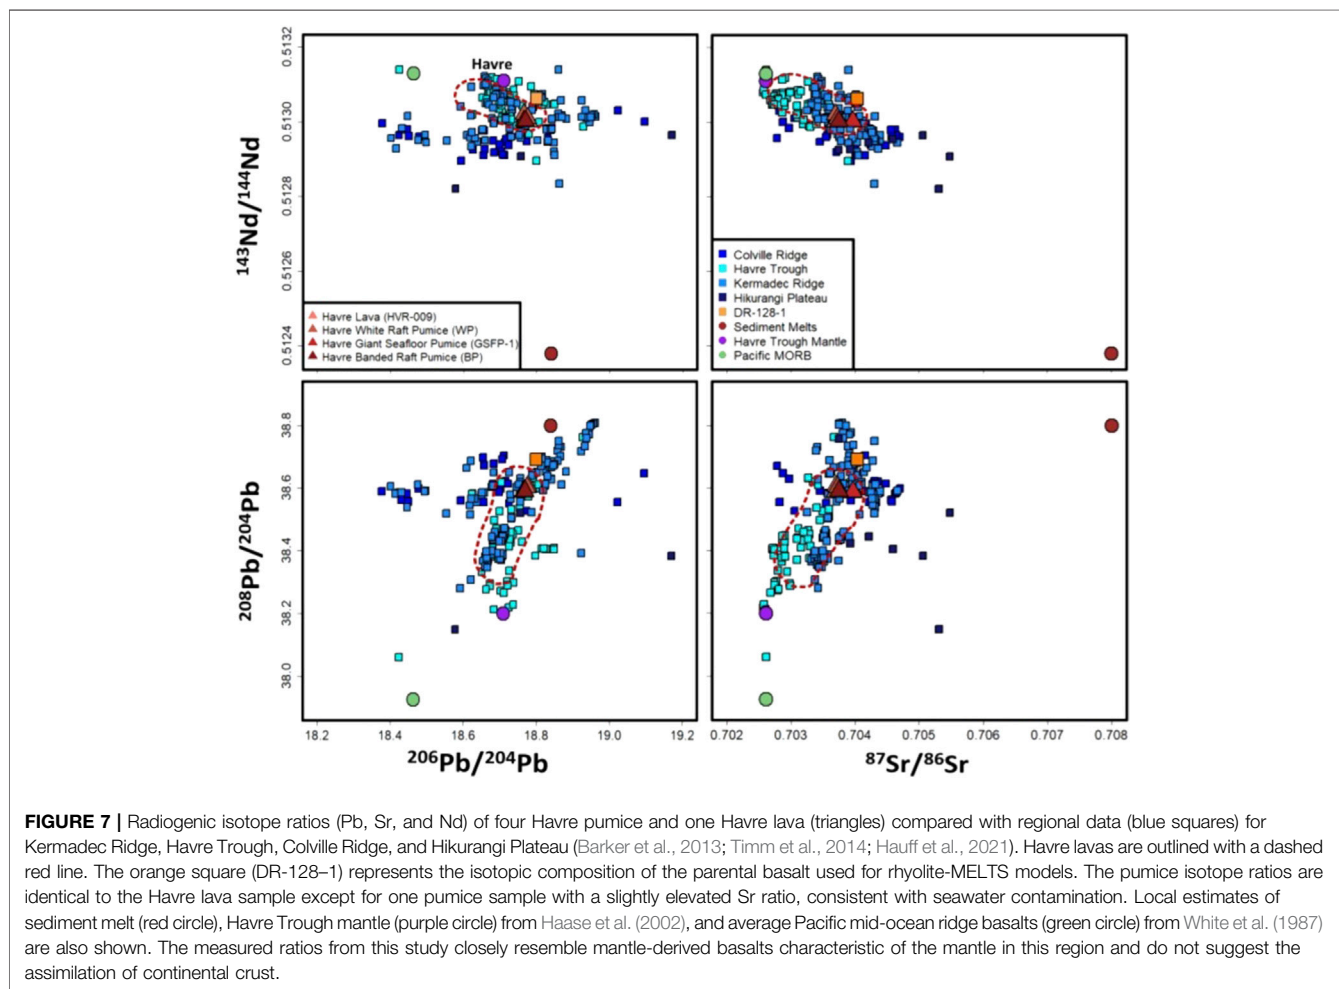 0.5132
0.5130
0.5128
0.5126
0.5124
143Nd/144Nd
Havre
Havre Lava (HVR-009)
Havre White Raft Pumice (WP)
Havre Giant Seafloor Pumice (GSFP-1)
Havre Banded Raft Pumice (BP)
Colville Ridge
Havre Trough
Kermadec Ridge
Hikurangi Plateau
DR-128-1
Sediment Melts
Havre Trough Mantle
Pacific MORB
38.8
38.6
38.4
38.2
38.0
208Pb/204Pb
18.2 18.4 18.6 18.8 19.0 19.2
206Pb/204Pb
0.702 0.703 0.704 0.705 0.706 0.707 0.708
87Sr/86Sr
FIGURE 7 | Radiogenic isotope ratios (Pb, Sr, and Nd) of four Havre pumice and one Havre lava (triangles) compared with regional data (blue squares) for
Kermadec Ridge, Havre Trough, Colville Ridge, and Hikurangi Plateau (Barker et al., 2013; Timm et al., 2014; Hauff et al., 2021). Havre lavas are outlined with a dashed
red line. The orange square (DR-128–1) represents the isotopic composition of the parental basalt used for rhyolite-MELTS models. The pumice isotope ratios are
identical to the Havre lava sample except for one pumice sample with a slightly elevated Sr ratio, consistent with seawater contamination. Local estimates of
sediment melt (red circle), Havre Trough mantle (purple circle) from Haase et al. (2002), and average Pacific mid-ocean ridge basalts (green circle) from White et al. (1987)
are also shown. The measured ratios from this study closely resemble mantle-derived basalts characteristic of the mantle in this region and do not suggest the
assimilation of continental crust.